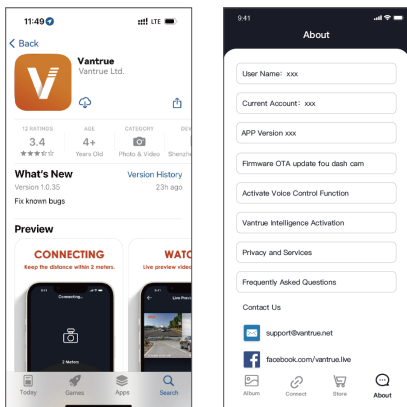 11:49
LTE
Back
Vantrue
Vantrue Ltd.
12 RATINGS
3.4
AGE
4+
Years Old
CATEGORY
Photo & Video
DEV
Shenzhe
What's New
Version History
Version 1.0.35
23h ago
Fix known bugs
Preview
CONNECTING
Keep the distance within 2 meters.
Connecting...
2 Meters
WATC
Live preview video
Live Previ
Today
Games
Apps
Search
9:41
About
User Name: xxx
Current Account: xxx
APP Version xxx
Firmware OTA update fou dash cam
Activate Voice Control Function
Vantrue Intelligence Activation
Privacy and Services
Frequently Asked Questions
Contact Us
support@vantrue.net
facebook.com/vantrue.live
Album
Connect
Store
About